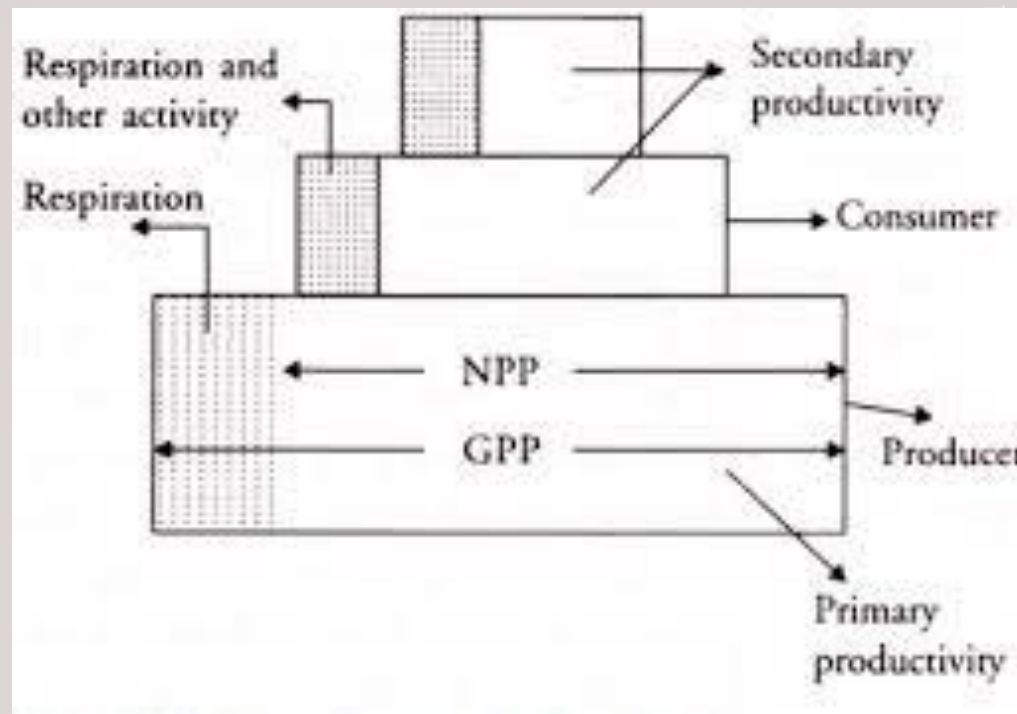 Respiration and
other activity
Respiration
Secondary
productivity
Consumer
NPP
GPP
Producer
Primary
productivity